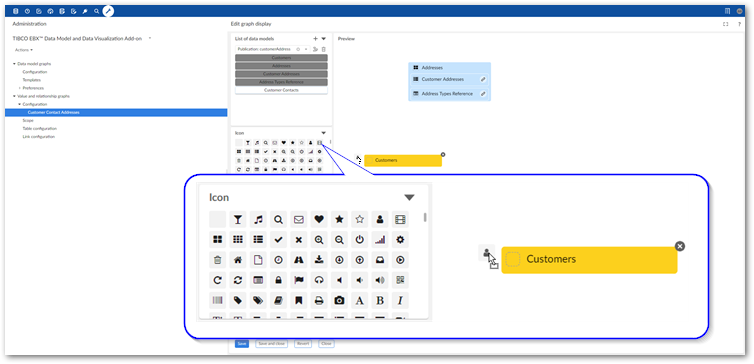 Administration
Edit graph display
TIBCO EBX™ Data Model and Data Visualization Add-on
Actions
Data model graphs
Configuration
Templates
Preferences
Value and relationship graphs
Configuration
Customer Contact Addresses
Scope
Table configuration
Link configuration
List of data models
Publication: customerAddress
Customers
Addresses
Customer Addresses
Address Types Reference
Customer Contacts
Icon
Preview
Addresses
Customer Addresses
Address Types Reference
Customers
Icon
Customers
Save
Save and close
Revert
Close